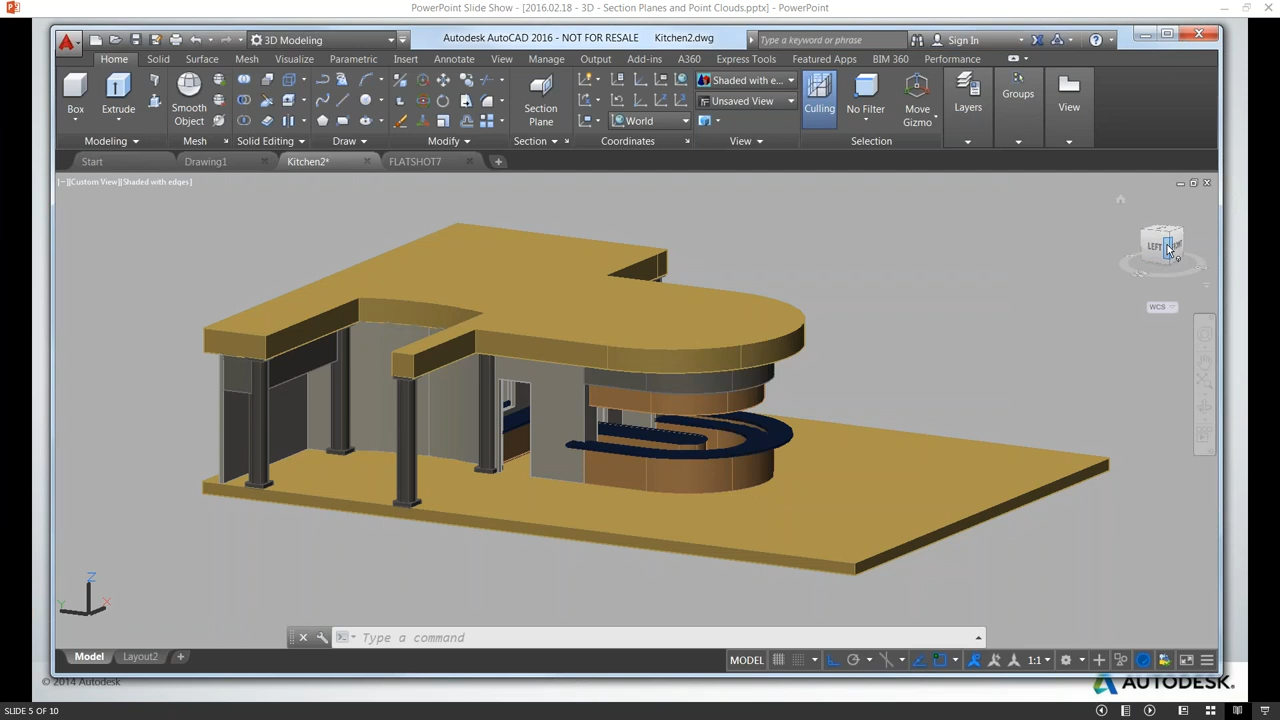 PowerPoint Slide Show - [2016.02.18 - 3D - Section Planes and Point Clouds.pptx] - PowerPoint
Autodesk AutoCAD 2016 - NOT FOR RESALE Kitchen2.dwg
3D Modeling
Type a keyword or phrase
Sign In
Home Solid Surface Mesh Visualize Parametric Insert Annotate View Manage Output Add-ins A360 Express Tools Featured Apps BIM 360 Performance
Box
Extrude
Smooth
Object
Section
Plane
Shaded with e...
Unsaved View
World
Culling
No Filter
Move
Gizmo
Layers
Groups
View
Modeling Mesh Solid Editing Draw Modify Section Coordinates View Selection
Start Drawing1 Kitchen2* FLATSHOT7
[−][Custom View][Shaded with edges]
LEFT
WCS
Z
Y X
Type a command
Model Layout2
MODEL
1:1
© 2014 Autodesk
AUTODESK.
SLIDE 5 OF 10